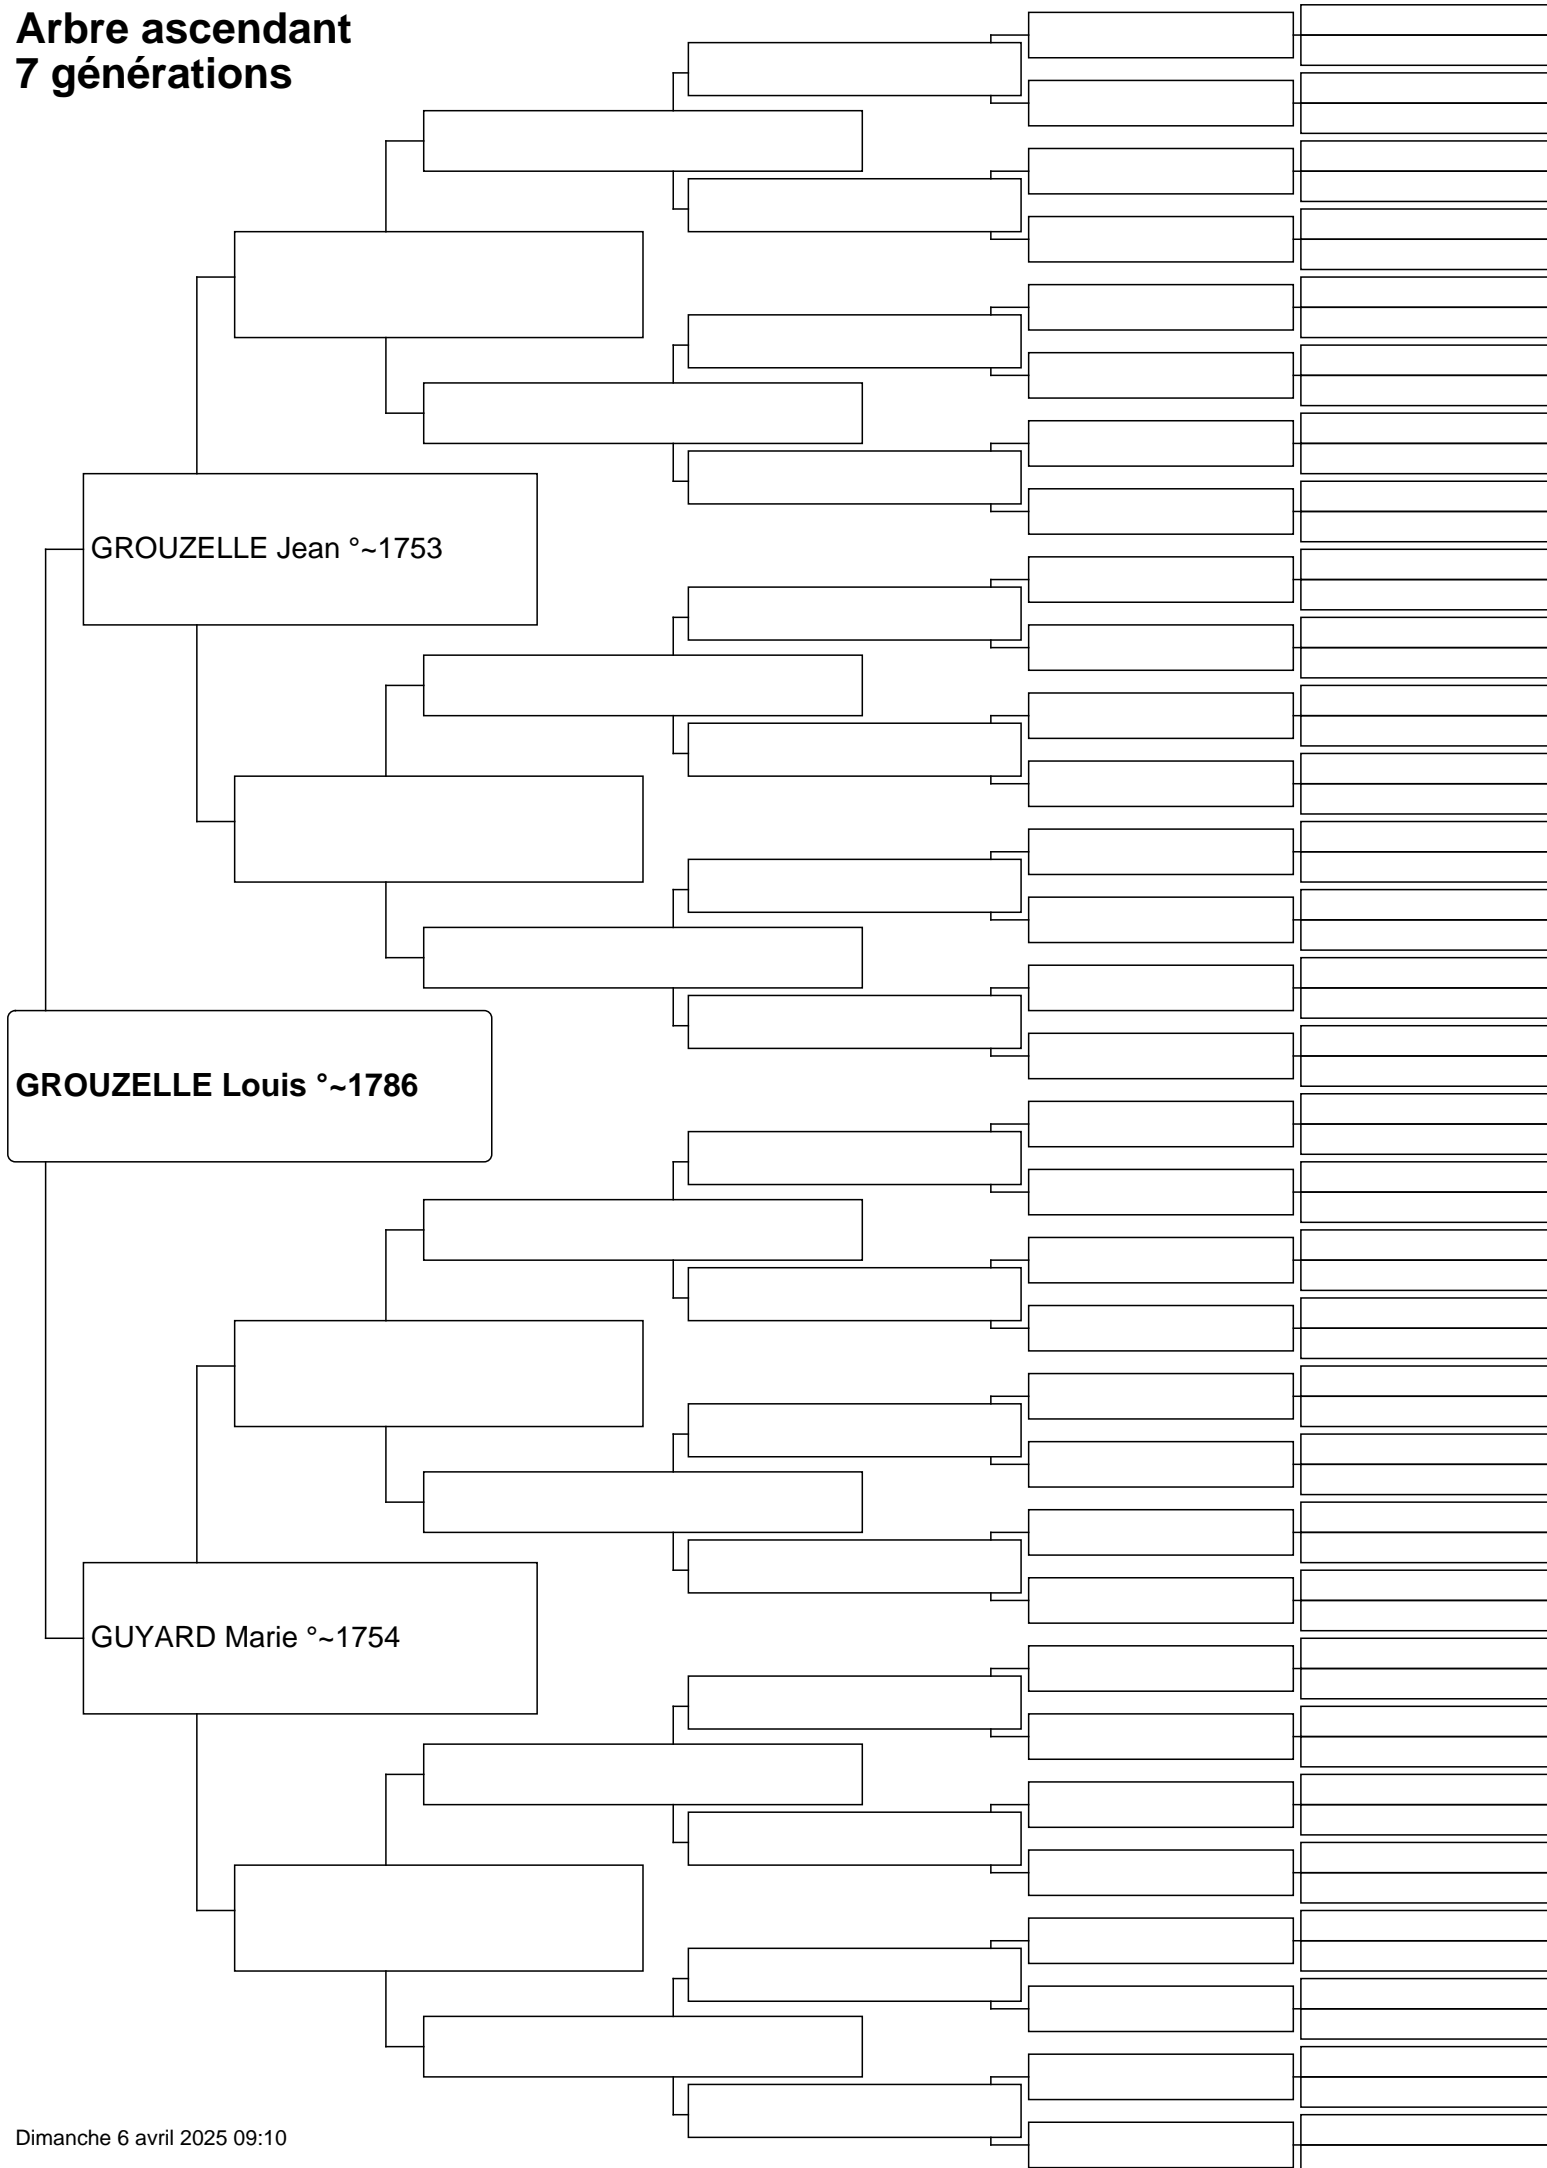 Arbre ascendant
7 générations
GROUZELLE Jean °~1753
GROUZELLE Louis °~1786
GUYARD Marie °~1754
Dimanche 6 avril 2025 09:10